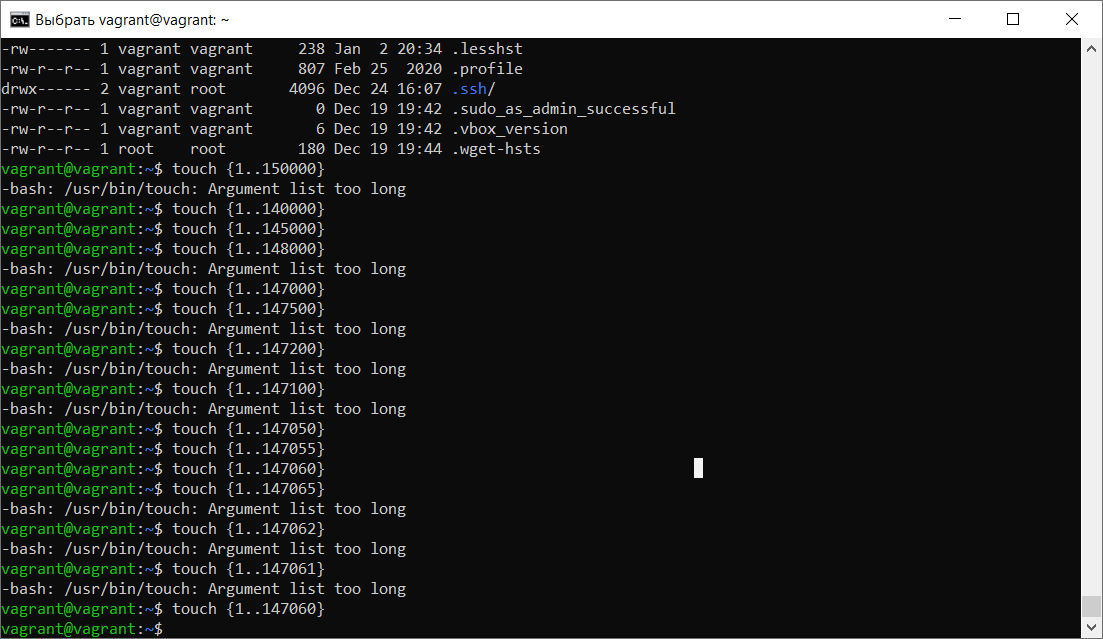 Выбрать vagrant@vagrant: ~
-rw------- 1 vagrant vagrant     238 Jan  2 20:34 .lesshst
-rw-r--r-- 1 vagrant vagrant     807 Feb 25  2020 .profile
drwx------ 2 vagrant root       4096 Dec 24 16:07 .ssh/
-rw-r--r-- 1 vagrant vagrant       0 Dec 19 19:42 .sudo_as_admin_successful
-rw-r--r-- 1 vagrant vagrant       6 Dec 19 19:42 .vbox_version
-rw-r--r-- 1 root    root        180 Dec 19 19:44 .wget-hsts
vagrant@vagrant:~$ touch {1..150000}
-bash: /usr/bin/touch: Argument list too long
vagrant@vagrant:~$ touch {1..140000}
vagrant@vagrant:~$ touch {1..145000}
vagrant@vagrant:~$ touch {1..148000}
-bash: /usr/bin/touch: Argument list too long
vagrant@vagrant:~$ touch {1..147000}
vagrant@vagrant:~$ touch {1..147500}
-bash: /usr/bin/touch: Argument list too long
vagrant@vagrant:~$ touch {1..147200}
-bash: /usr/bin/touch: Argument list too long
vagrant@vagrant:~$ touch {1..147100}
-bash: /usr/bin/touch: Argument list too long
vagrant@vagrant:~$ touch {1..147050}
vagrant@vagrant:~$ touch {1..147055}
vagrant@vagrant:~$ touch {1..147060}
vagrant@vagrant:~$ touch {1..147065}
-bash: /usr/bin/touch: Argument list too long
vagrant@vagrant:~$ touch {1..147062}
-bash: /usr/bin/touch: Argument list too long
vagrant@vagrant:~$ touch {1..147061}
-bash: /usr/bin/touch: Argument list too long
vagrant@vagrant:~$ touch {1..147060}
vagrant@vagrant:~$